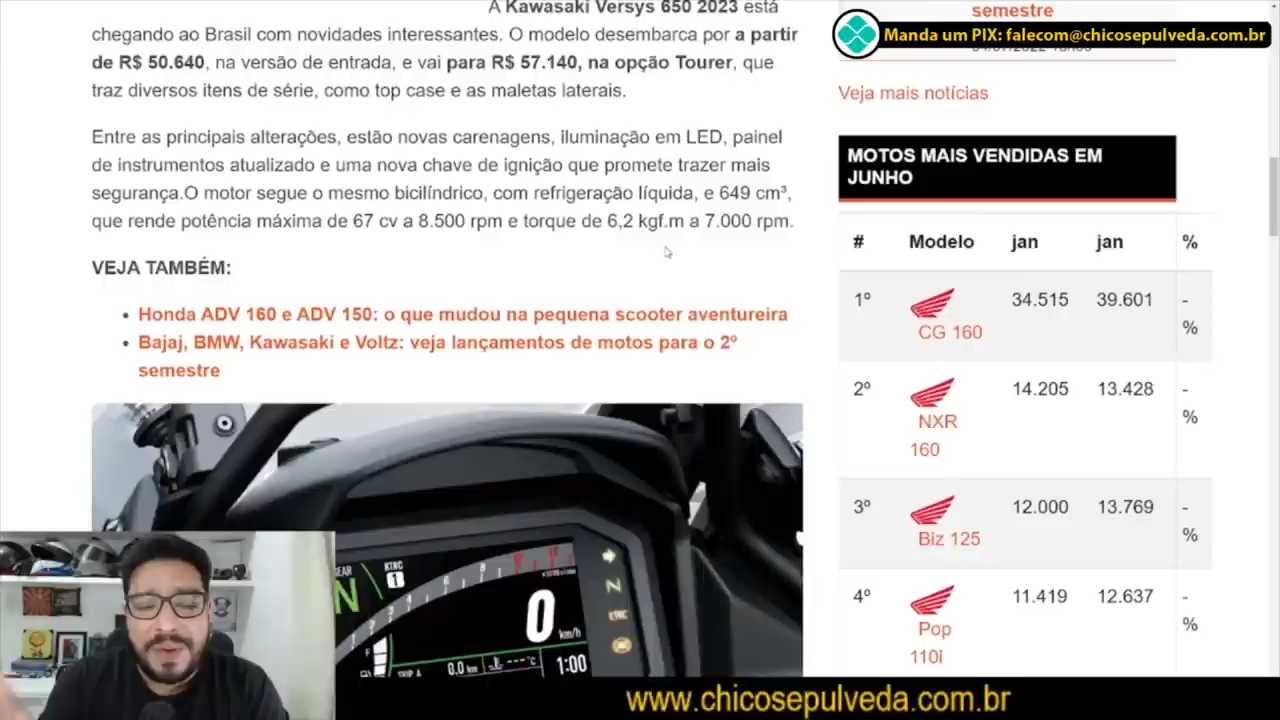 A Kawasaki Versys 650 2023 está
chegando ao Brasil com novidades interessantes. O modelo desembarca por a partir
de R$ 50.640, na versão de entrada, e vai para R$ 57.140, na opção Tourer, que
traz diversos itens de série, como top case e as maletas laterais.
Entre as principais alterações, estão novas carenagens, iluminação em LED, painel
de instrumentos atualizado e uma nova chave de ignição que promete trazer mais
segurança.O motor segue o mesmo bicilíndrico, com refrigeração líquida, e 649 cm³,
que rende potência máxima de 67 cv a 8.500 rpm e torque de 6,2 kgf.m a 7.000 rpm.
VEJA TAMBÉM:
• Honda ADV 160 e ADV 150: o que mudou na pequena scooter aventureira
• Bajaj, BMW, Kawasaki e Voltz: veja lançamentos de motos para o 2º
semestre
EAR
N
KTRC
1
8
0
km/h
F
TRIP A
0.0 km
---°C
1:00
N
KTRC
semestre
Manda um PIX: falecom@chicosepulveda.com.br
Veja mais notícias
MOTOS MAIS VENDIDAS EM
JUNHO
# Modelo jan jan %
1º CG 160 34.515 39.601 -%
2º NXR 160 14.205 13.428 -%
3º Biz 125 12.000 13.769 -%
4º Pop 110i 11.419 12.637 -%
www.chicosepulveda.com.br